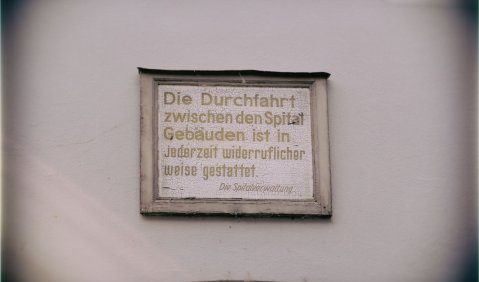 Die Durchfahrt
zwischen den Spital
Gebäuden ist in
jederzeit widerruflicher
weise gestattet.
Die Spitalverwaltung